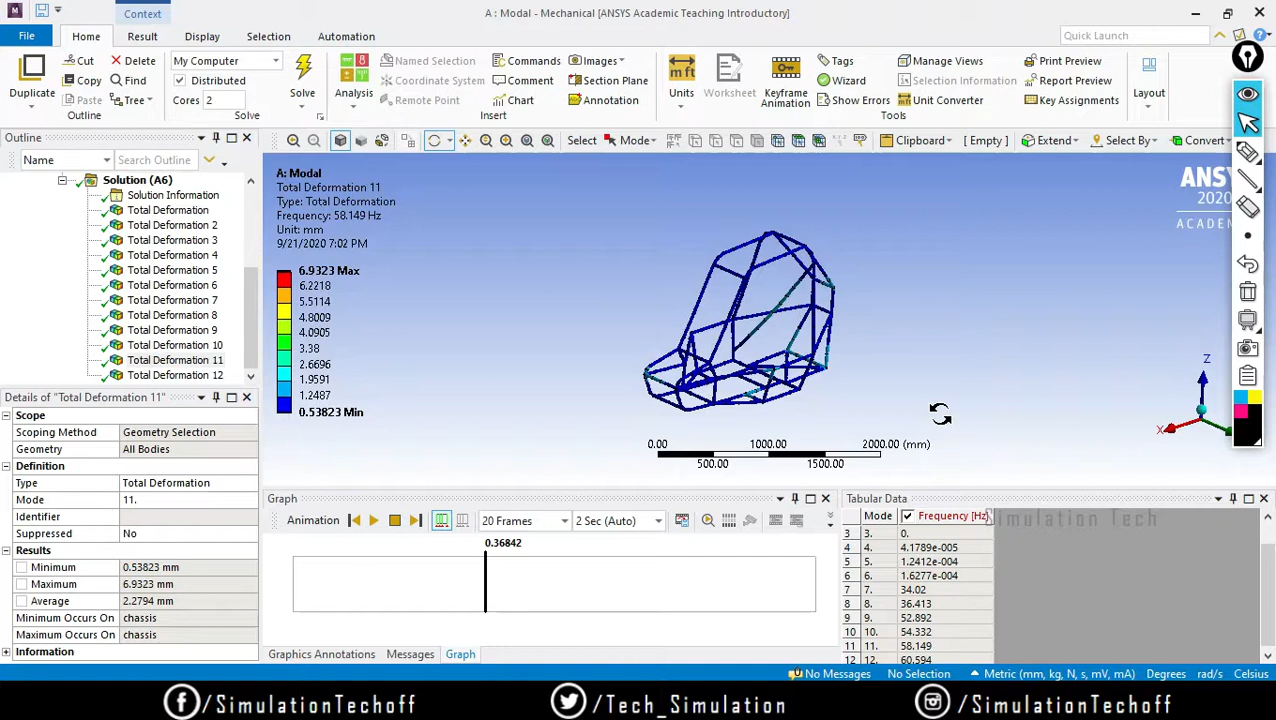 A : Modal - Mechanical [ANSYS Academic Teaching Introductory]
Context
File Home Result Display Selection Automation Quick Launch
Duplicate Cut Copy Paste Delete Find Tree
Outline
My Computer
Distributed
Cores 2
Solve
Solve
Analysis Named Selection Coordinate System Remote Point Commands Comment Chart Images Section Plane Annotation
Insert
Units Worksheet Keyframe Animation Tags Wizard Show Errors Manage Views Selection Information Unit Converter Print Preview Report Preview Key Assignments
Tools
Layout
Outline
Name Search Outline
Select Mode Clipboard [ Empty ] Extend Select By Convert
Solution (A6)
Solution Information
Total Deformation
Total Deformation 2
Total Deformation 3
Total Deformation 4
Total Deformation 5
Total Deformation 6
Total Deformation 7
Total Deformation 8
Total Deformation 9
Total Deformation 10
Total Deformation 11
Total Deformation 12
A: Modal
Total Deformation 11
Type: Total Deformation
Frequency: 58.149 Hz
Unit: mm
9/21/2020 7:02 PM
6.9323 Max
6.2218
5.5114
4.8009
4.0905
3.38
2.6696
1.9591
1.2487
0.53823 Min
ANSY
2020
ACADEM
Z
X
0.00 1000.00 2000.00 (mm)
500.00 1500.00
Details of "Total Deformation 11"
Scope
Scoping Method Geometry Selection
Geometry All Bodies
Definition
Type Total Deformation
Mode 11.
Identifier
Suppressed No
Results
Minimum 0.53823 mm
Maximum 6.9323 mm
Average 2.2794 mm
Minimum Occurs On chassis
Maximum Occurs On chassis
Information
Graph
Animation 20 Frames 2 Sec (Auto)
0.36842
Graphics Annotations Messages Graph
Tabular Data
Mode Frequency [Hz]
imulation Tech
3 3. 0.
4 4. 4.1789e-005
5 5. 1.2412e-004
6 6. 1.6277e-004
7 7. 34.02
8 8. 36.413
9 9. 52.892
10 10. 54.332
11 11. 58.149
12 12. 60.594
No Messages No Selection Metric (mm, kg, N, s, mV, mA) Degrees rad/s Celsius
/SimulationTechoff /Tech_Simulation /SimulationTechoff